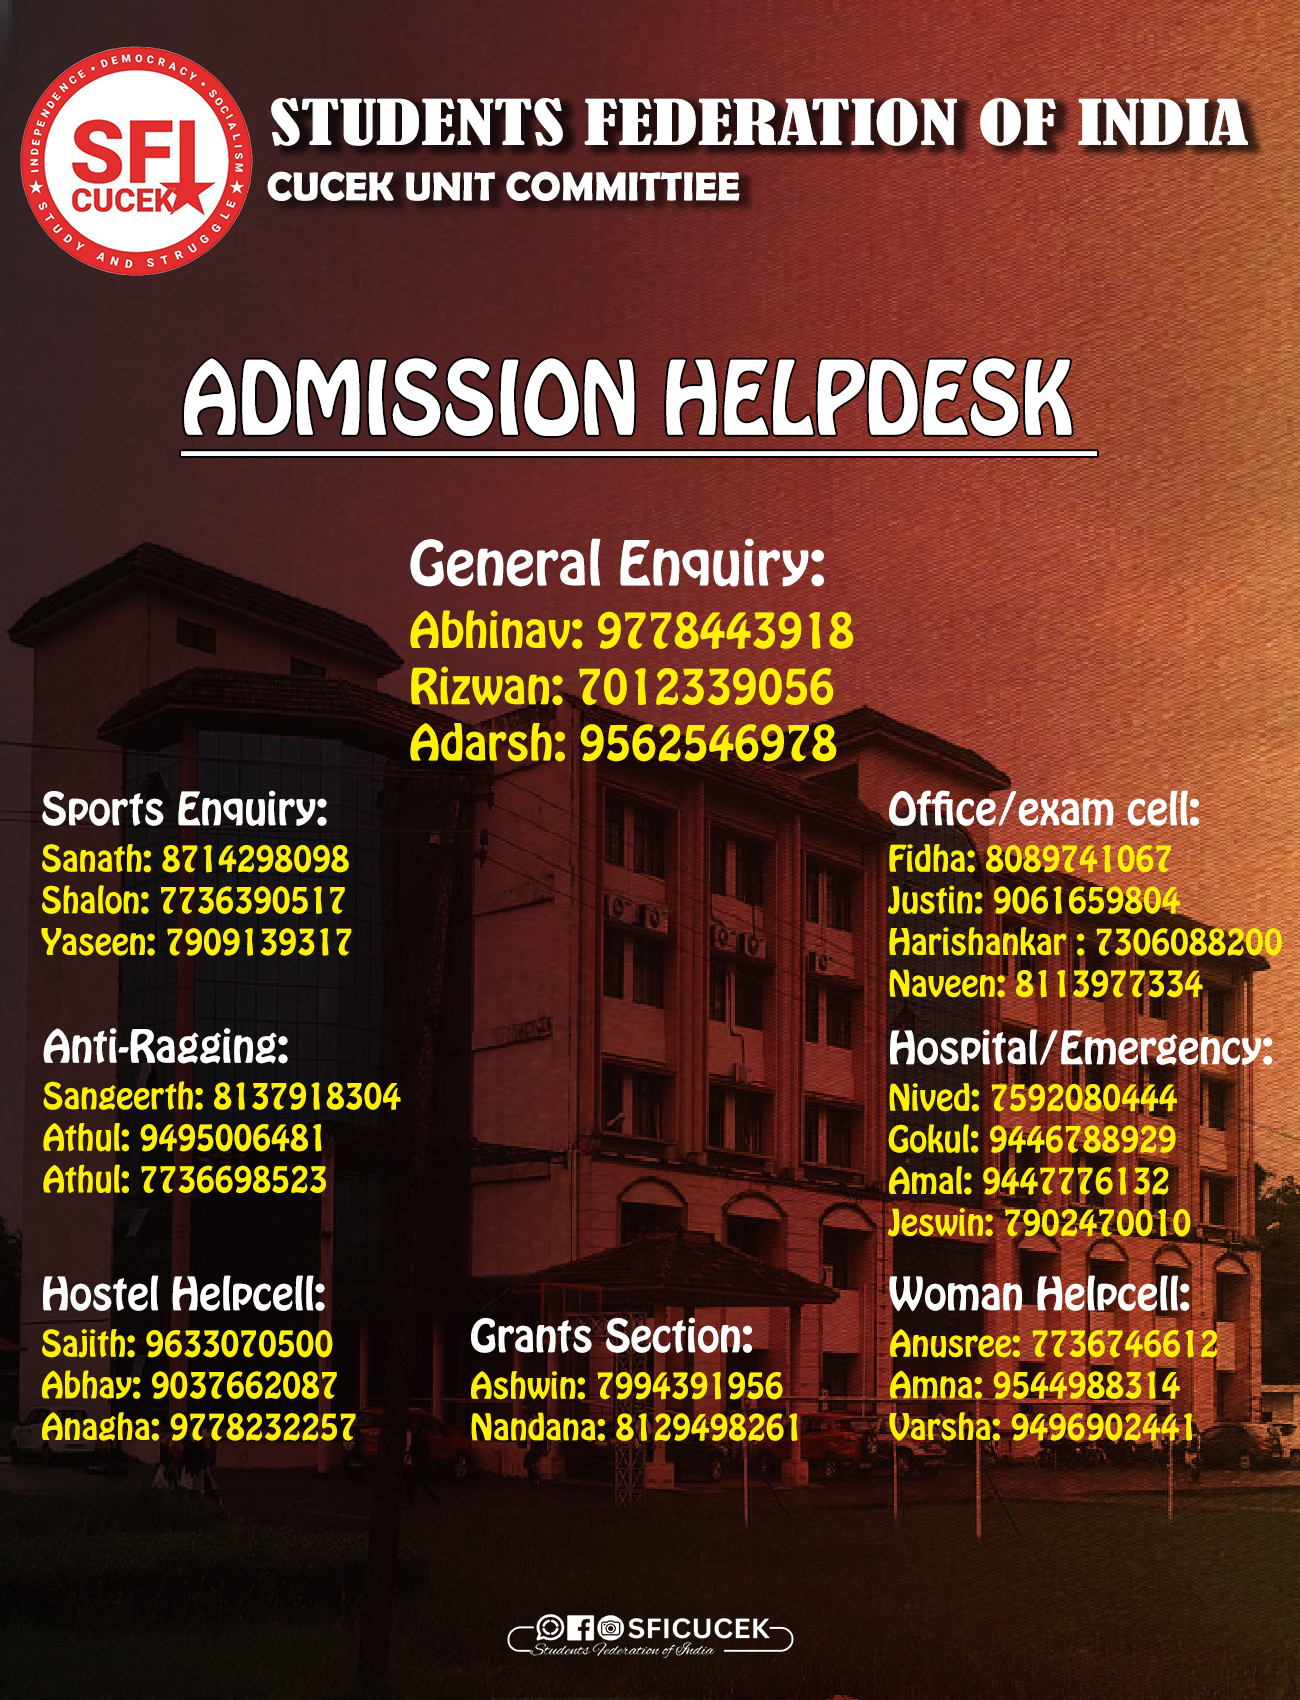 INDEPENDENCE • DEMOCRACY • SOCIALISM
SFI
CUCEK
STUDY AND STRUGGLE
STUDENTS FEDERATION OF INDIA
CUCEK UNIT COMMITTIEE
ADMISSION HELPDESK
General Enquiry:
Abhinav: 9778443918
Rizwan: 7012339056
Adarsh: 9562546978
Sports Enquiry:
Sanath: 8714298098
Shalon: 7736390517
Yaseen: 7909139317
Office/exam cell:
Fidha: 8089741067
Justin: 9061659804
Harishankar : 7306088200
Naveen: 8113977334
Anti-Ragging:
Sangeerth: 8137918304
Athul: 9495006481
Athul: 7736698523
Hospital/Emergency:
Nived: 7592080444
Gokul: 9446788929
Amal: 9447776132
Jeswin: 7902470010
Hostel Helpcell:
Sajith: 9633070500
Abhay: 9037662087
Anagha: 9778232257
Grants Section:
Ashwin: 7994391956
Nandana: 8129498261
Woman Helpcell:
Anusree: 7736746612
Amna: 9544988314
Varsha: 9496902441
SFICUCEK
Students Federation of India